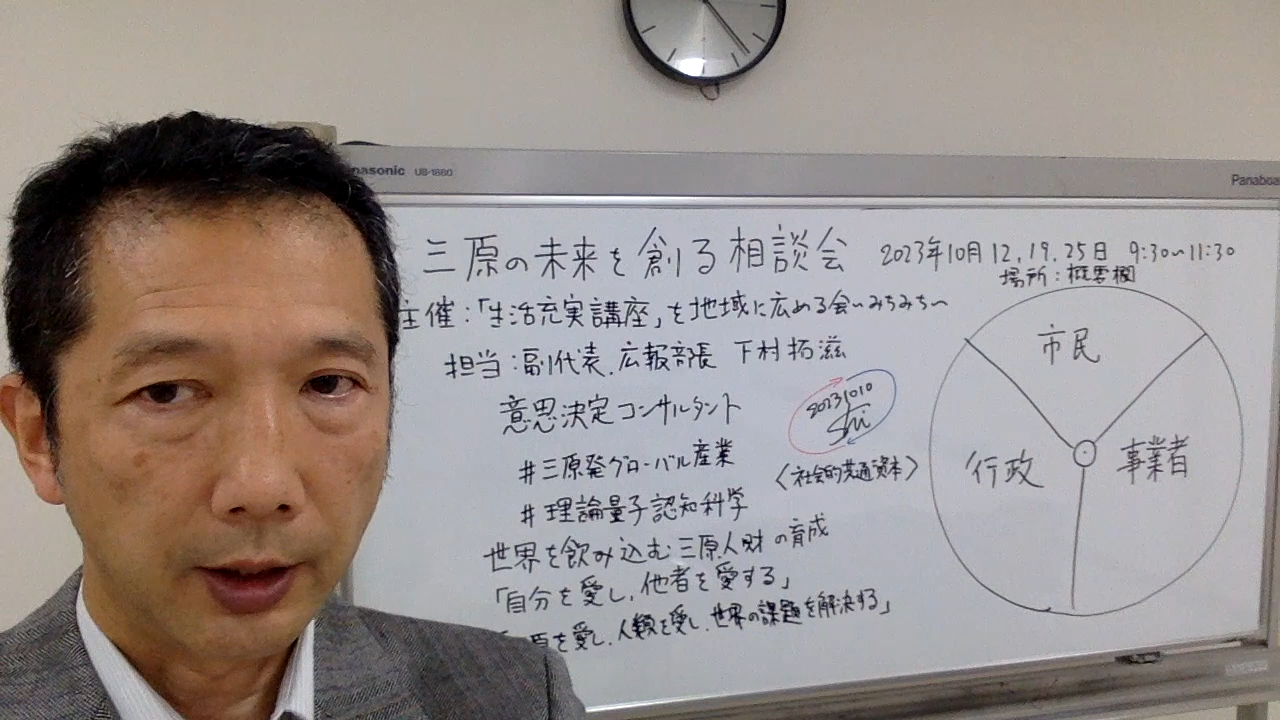 Panasonic UB-1880
Panaboa
三原の未来を創る相談会
2023年10月12,19,25日 9:30～11:30
場所:概要欄
主催:「生活充実講座」を地域に広める会～みちみち～
担当:副代表、広報部長 下村拓滋
意思決定コンサルタント
#三原発グローバル産業
#理論量子認知科学
世界を飲み込む三原人財の育成
「自分を愛し、他者を愛する」
原を愛し、人類を愛し、世界の課題を解決する」
20231010
Shi
〈社会的共通資本〉
市民
行政
事業者